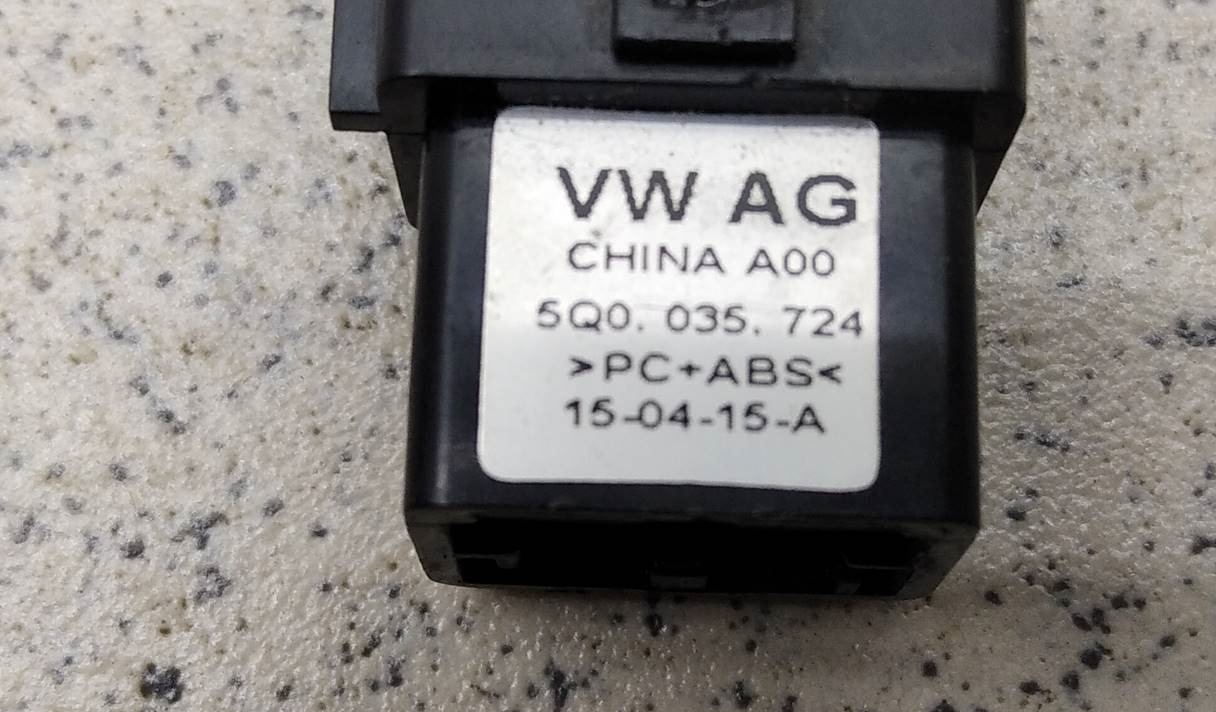 VW AG
CHINA A00
5Q0. 035. 724
>PC+ABS<
15-04-15-A